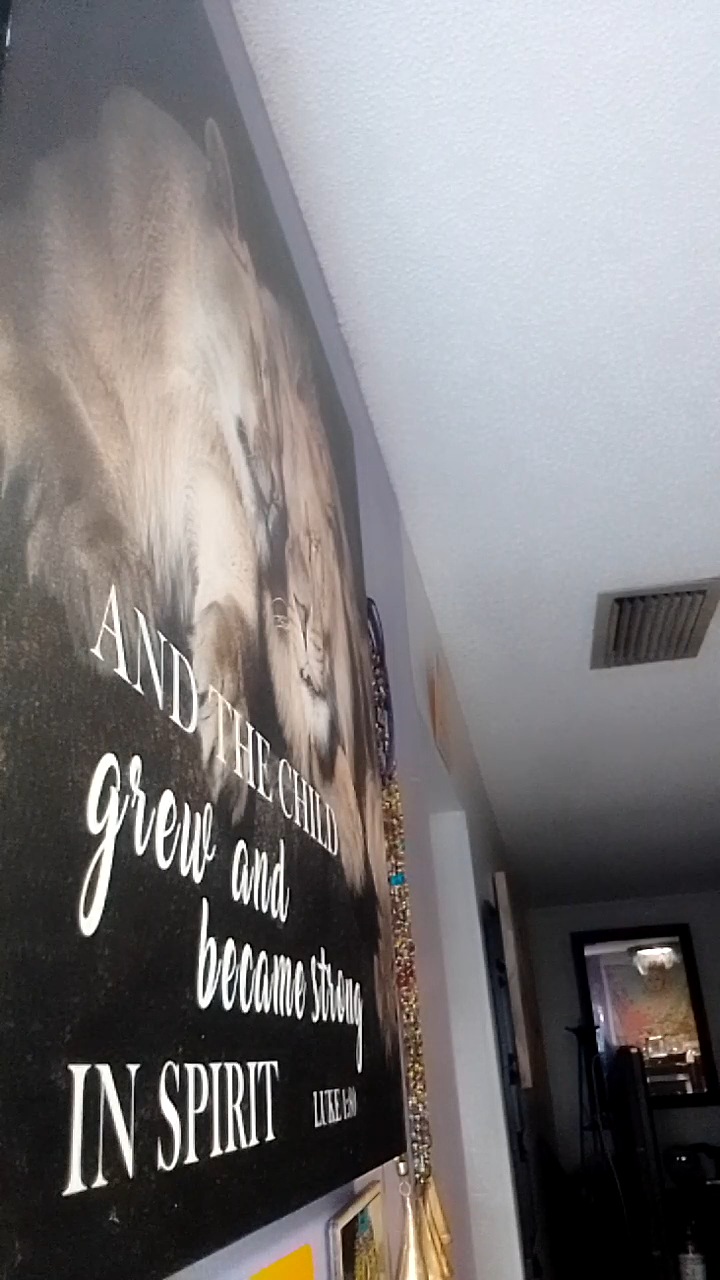 AND THE CHILD
grew and
became strong
IN SPIRIT
LUKE 1:80